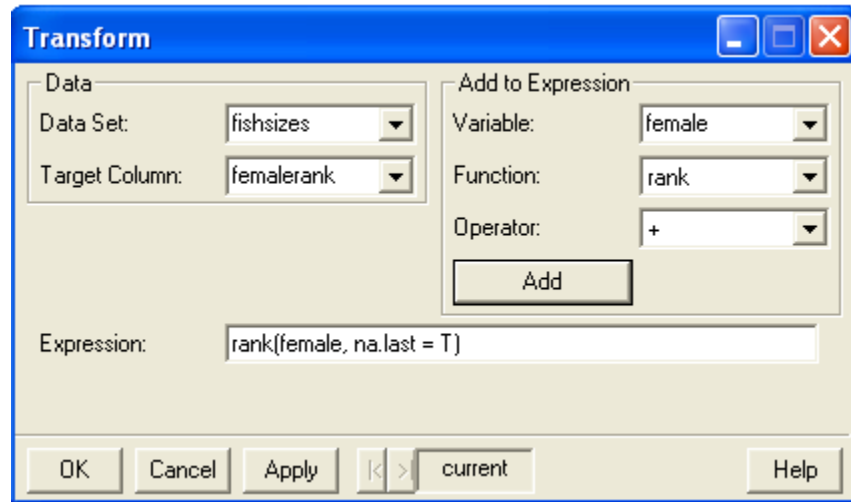 Transform
Data
Data Set: fishsizes
Target Column: femalerank
Add to Expression
Variable: female
Function: rank
Operator: +
Add
Expression: rank(female, na.last = T)
OK Cancel Apply |< >| current Help